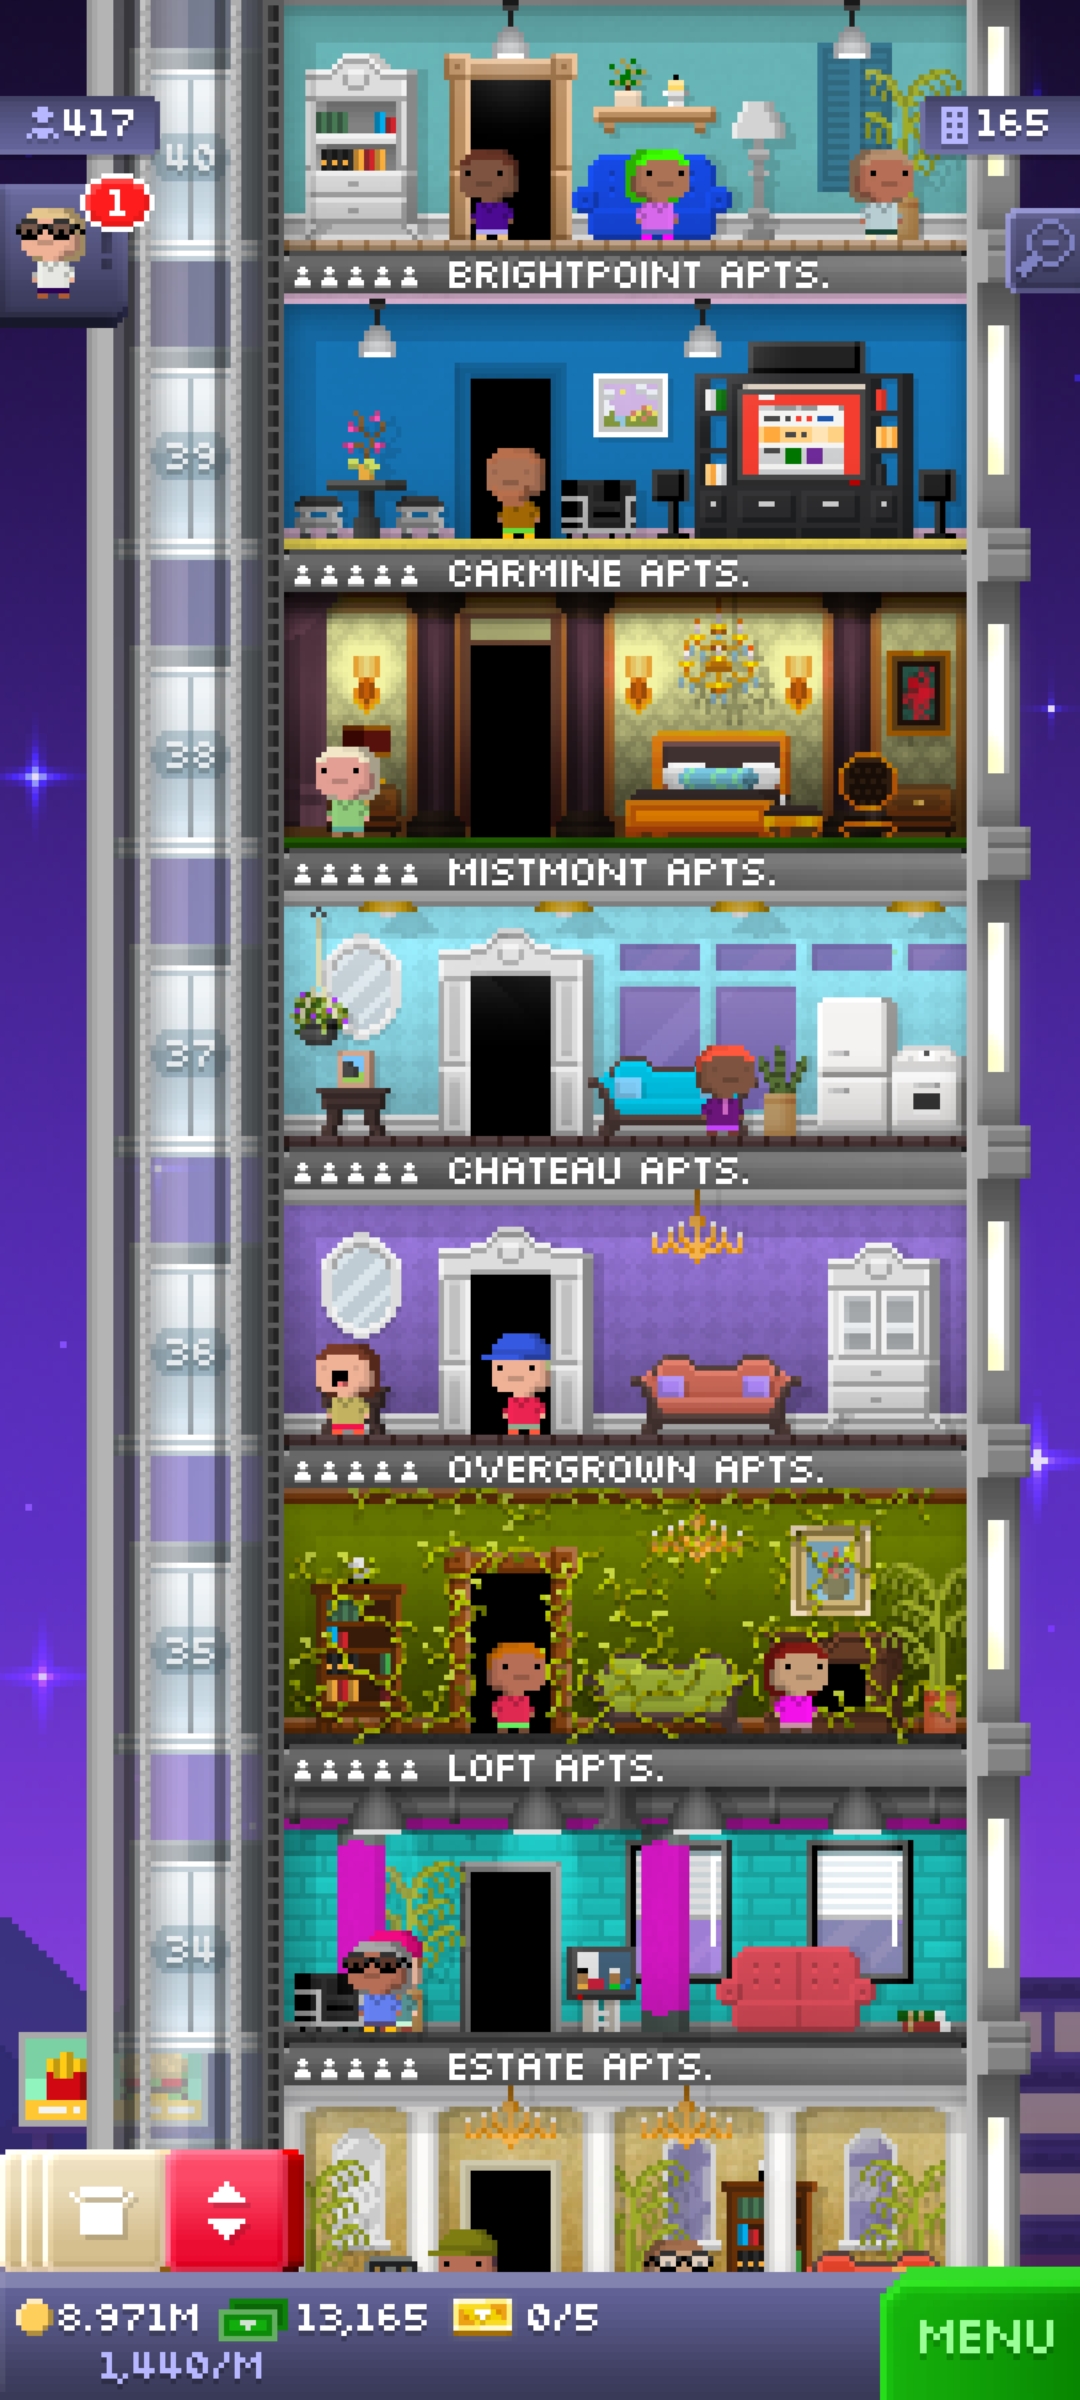 417
165
40
1
BRIGHTPOINT APTS.
39
CARMINE APTS.
38
MISTMONT APTS.
37
CHATEAU APTS.
36
OVERGROWN APTS.
35
LOFT APTS.
34
ESTATE APTS.
8.971M 13,165 0/5
1,440/M
MENU